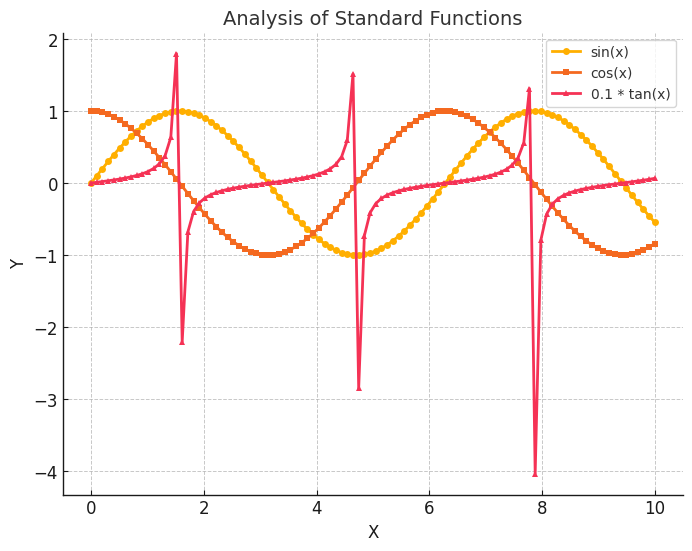 Analysis of Standard Functions
sin(x)
cos(x)
0.1 * tan(x)
2
1
0
−1
−2
−3
−4
Y
0 2 4 6 8 10
X